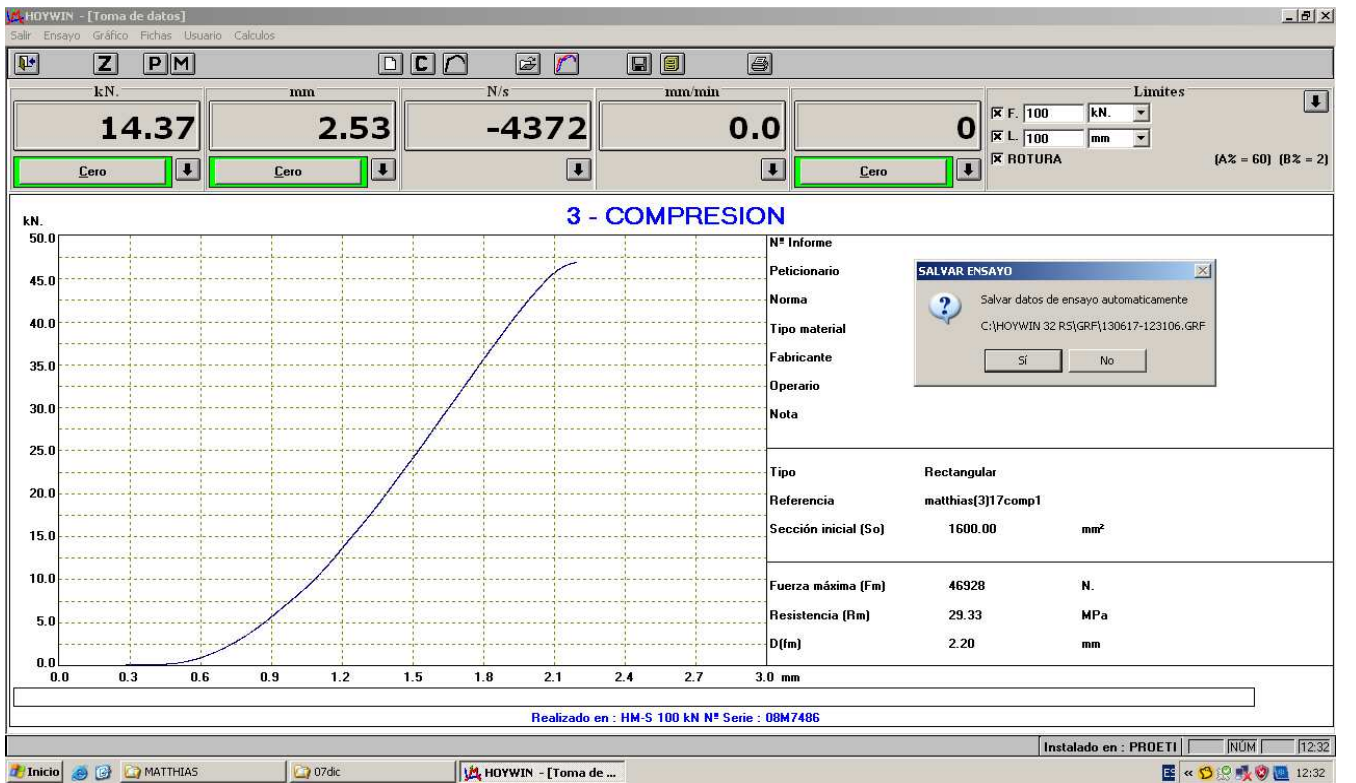 HOYWIN - [Toma de datos]
Salir Ensayo Gráfico Fichas Usuario Calculos
Z P M C
kN. mm N/s mm/min Limites
14.37 2.53 -4372 0.0 0
F. 100 kN.
L. 100 mm
ROTURA (A% = 60) (B% = 2)
Cero Cero Cero
3 - COMPRESION
kN.
50.0
45.0
40.0
35.0
30.0
25.0
20.0
15.0
10.0
5.0
0.0
0.0 0.3 0.6 0.9 1.2 1.5 1.8 2.1 2.4 2.7 3.0 mm
Nº Informe
Peticionario
Norma
Tipo material
Fabricante
Operario
Nota
SALVAR ENSAYO
Salvar datos de ensayo automaticamente
C:\HOYWIN 32 RS\GRF\130617-123106.GRF
Sí No
Tipo Rectangular
Referencia matthias(3)17comp1
Sección inicial (So) 1600.00 mm²
Fuerza máxima (Fm) 46928 N.
Resistencia (Rm) 29.33 MPa
D(fm) 2.20 mm
Realizado en : HM-S 100 kN Nº Serie : 08M7486
Instalado en : PROETI NÚM 12:32
Inicio MATTHIAS 07dic HOYWIN - [Toma de ... ES « 12:32